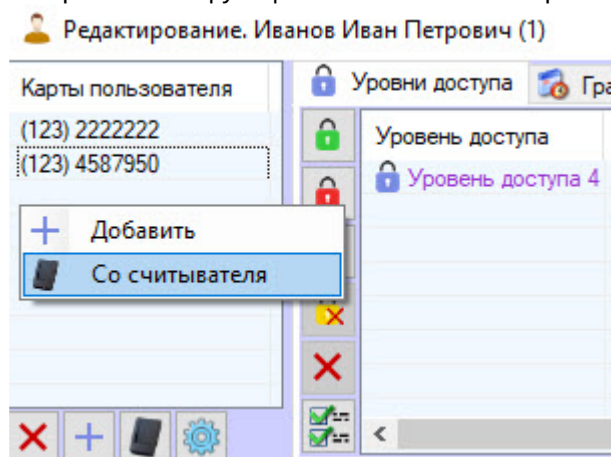 Редактирование. Иванов Иван Петрович (1)
Карты пользователя
Уровни доступа
(123) 2222222
(123) 4587950
Уровень доступа
Уровень доступа 4
Добавить
Со считывателя